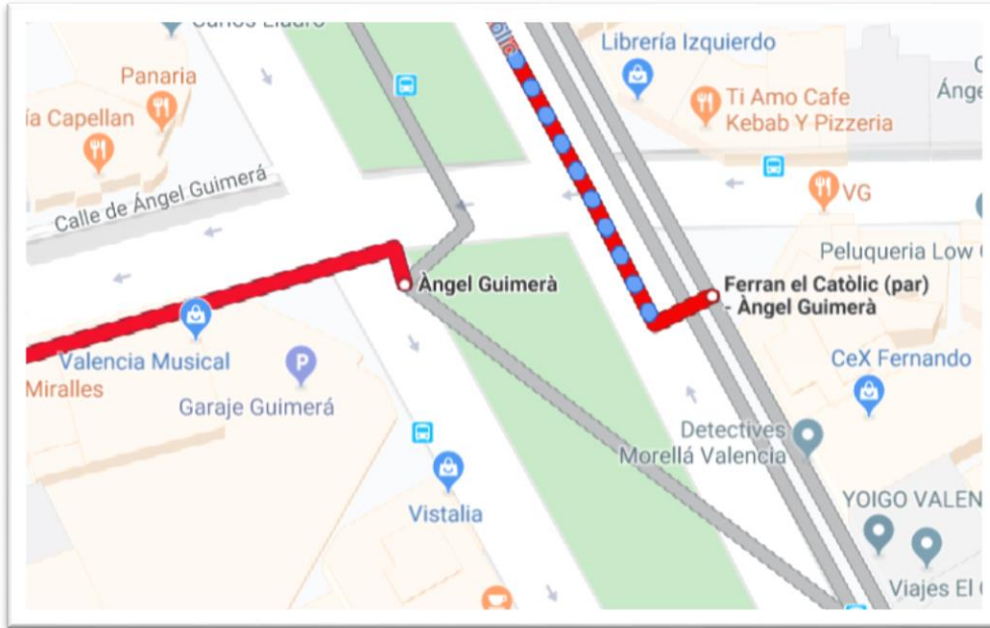 Librería Izquierdo
Panaria
Ti Amo Cafe
Kebab Y Pizzeria
ía Capellan
Calle de Ángel Guimerá
VG
Peluqueria Low
Àngel Guimerà
Ferran el Catòlic (par)
- Àngel Guimerà
Valencia Musical
Miralles
Garaje Guimerá
P
CeX Fernando
Detectives
Morellá Valencia
Vistalia
YOIGO VALEN
Viajes El